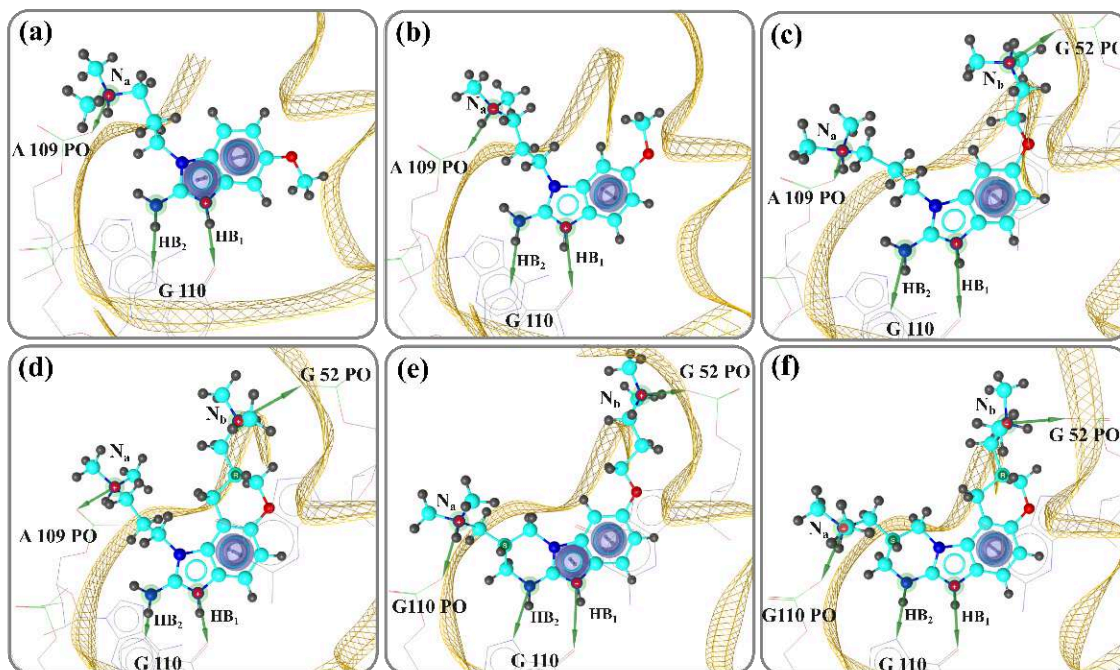 (a)
Na
A 109 PO
HB2
HB1
G 110
(b)
Na
A 109 PO
HB2
HB1
G 110
(c)
G 52 PO
Nb
Na
A 109 PO
HB2
HB1
G 110
(d)
G 52 PO
Nb
Na
A 109 PO
HB2
HB1
G 110
(e)
G 52 PO
Nb
Na
G110 PO
HB2
HB1
G 110
(f)
Nb
G 52 PO
Na
G110 PO
HB2
HB1
G 110